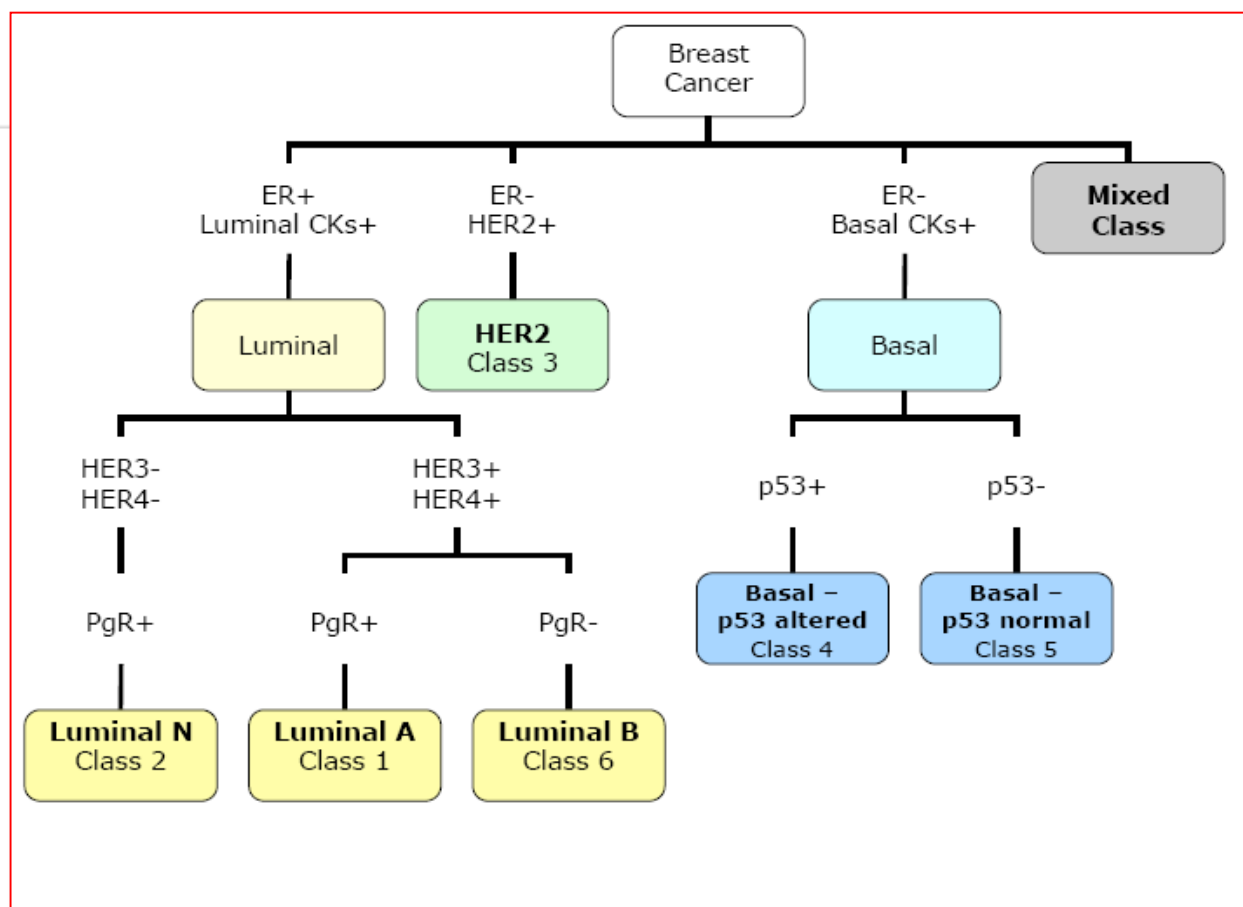 Breast
Cancer
ER+
Luminal CKs+
ER-
HER2+
ER-
Basal CKs+
Mixed
Class
Luminal
HER2
Class 3
Basal
HER3-
HER4-
HER3+
HER4+
p53+
p53-
Basal –
p53 altered
Class 4
Basal –
p53 normal
Class 5
PgR+
PgR+
PgR-
Luminal N
Class 2
Luminal A
Class 1
Luminal B
Class 6